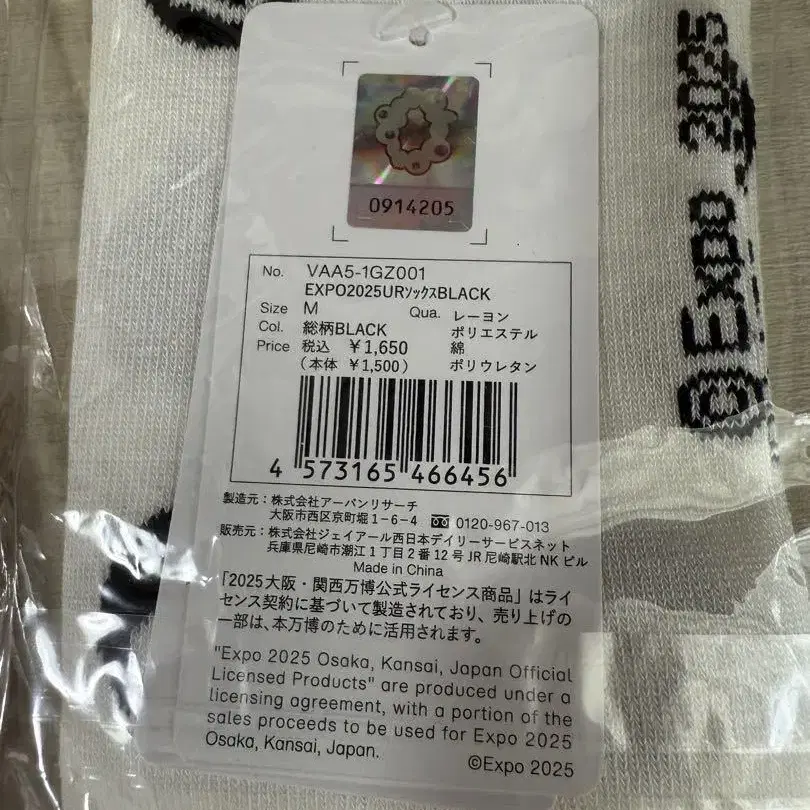 0914205
No. VAA5-1GZ001
EXPO2025URソックスBLACK
Size M Qua. レーヨン
Col. 総柄BLACK ポリエステル
Price 税込 ¥1,650 綿
(本体 ¥1,500) ポリウレタン
4 573165 466456
製造元:株式会社アーバンリサーチ
大阪市西区京町堀1-6-4 0120-967-013
販売元:株式会社ジェイアール西日本デイリーサービスネット
兵庫県尼崎市潮江1丁目2番12号JR尼崎駅北NKビル
Made in China
「2025大阪・関西万博公式ライセンス商品」はライ
センス契約に基づいて製造されており、売り上げの
一部は、本万博のために活用されます。
"Expo 2025 Osaka, Kansai, Japan Official
Licensed Products" are produced under a
licensing agreement, with a portion of the
sales proceeds to be used for Expo 2025
Osaka, Kansai, Japan.
©Expo 2025
Expo 2025